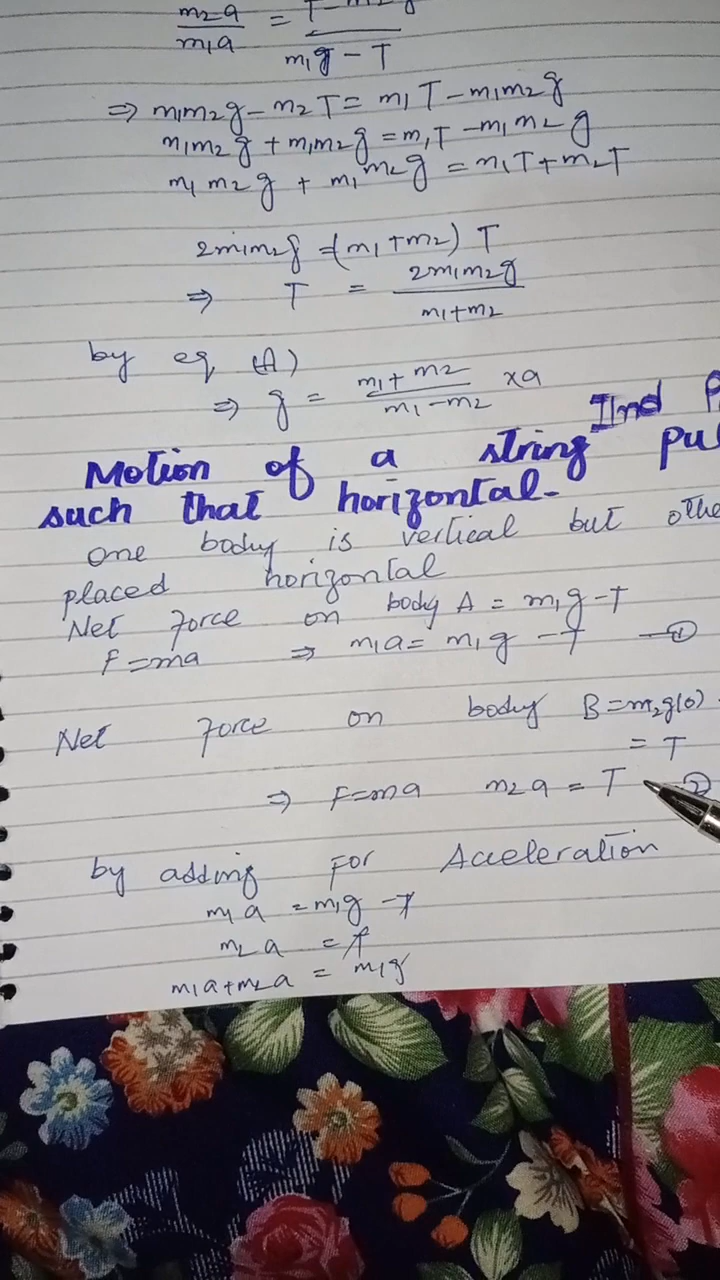 m2a / m1a = T - m2g / m1g - T
⇒ m1m2g - m2T = m1T - m1m2g
m1m2g + m1m2g = m1T - m1m2g
m1m2g + m1m2g = m1T + m2T
2m1m2g = (m1+m2) T
⇒ T = 2m1m2g / m1+m2
by eq (A)
⇒ g = m1+m2 / m1-m2 xa
IInd
Motion of a string
such that horizontal-
one body is vertical but
placed horizontal
Net force on body A = m1g-T
F=ma ⇒ m1a = m1g - T —①
Net force on body B=m2g(0)
= T
⇒ F=ma m2a = T ②
by adding For Acceleration
m1a = m1g - T
m2a = T
m1a+m2a = m1g